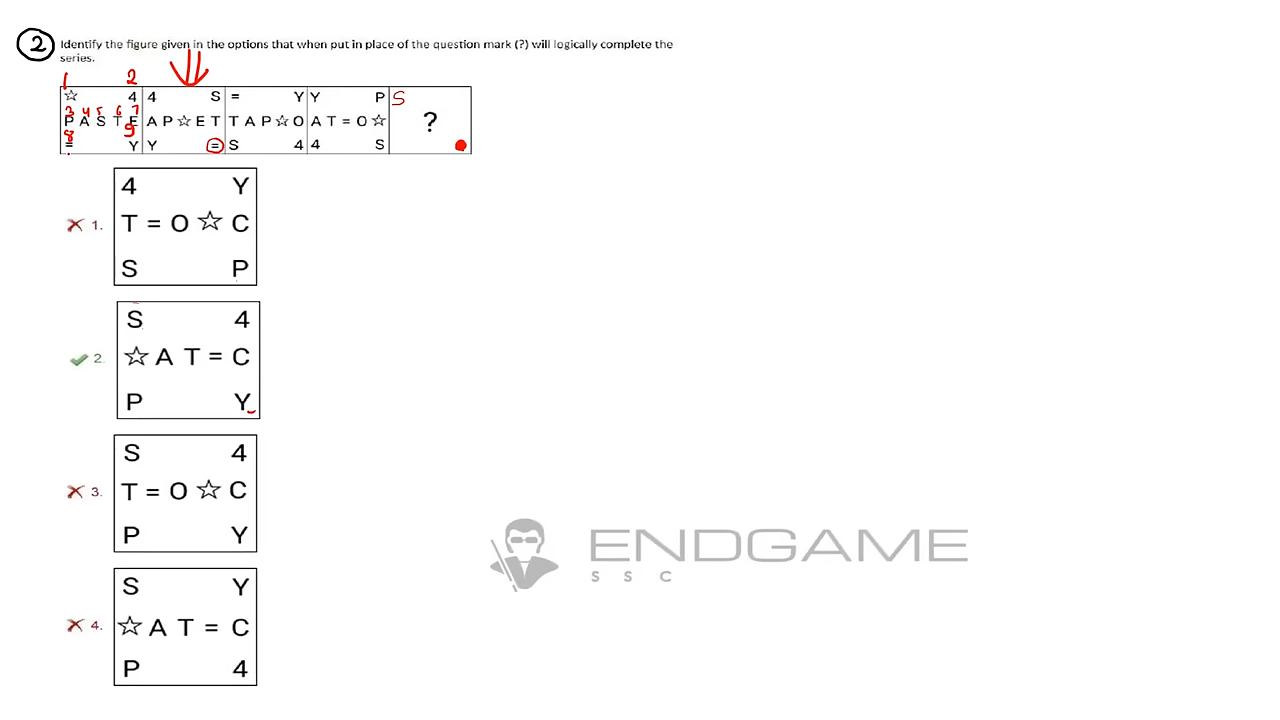 2 Identify the figure given in the options that when put in place of the question mark (?) will logically complete the
series.
1 2
☆ 4 4 S = Y Y P S
3 4 5 6 7
P A S T E A P ☆ E T T A P ☆ O A T = O ☆ ?
8 9
= Y Y = S 4 4 S
4 Y
1. T = O ☆ C
S P
S 4
2. ☆ A T = C
P Y
S 4
3. T = O ☆ C
P Y
S Y
4. ☆ A T = C
P 4
ENDGAME
S S C